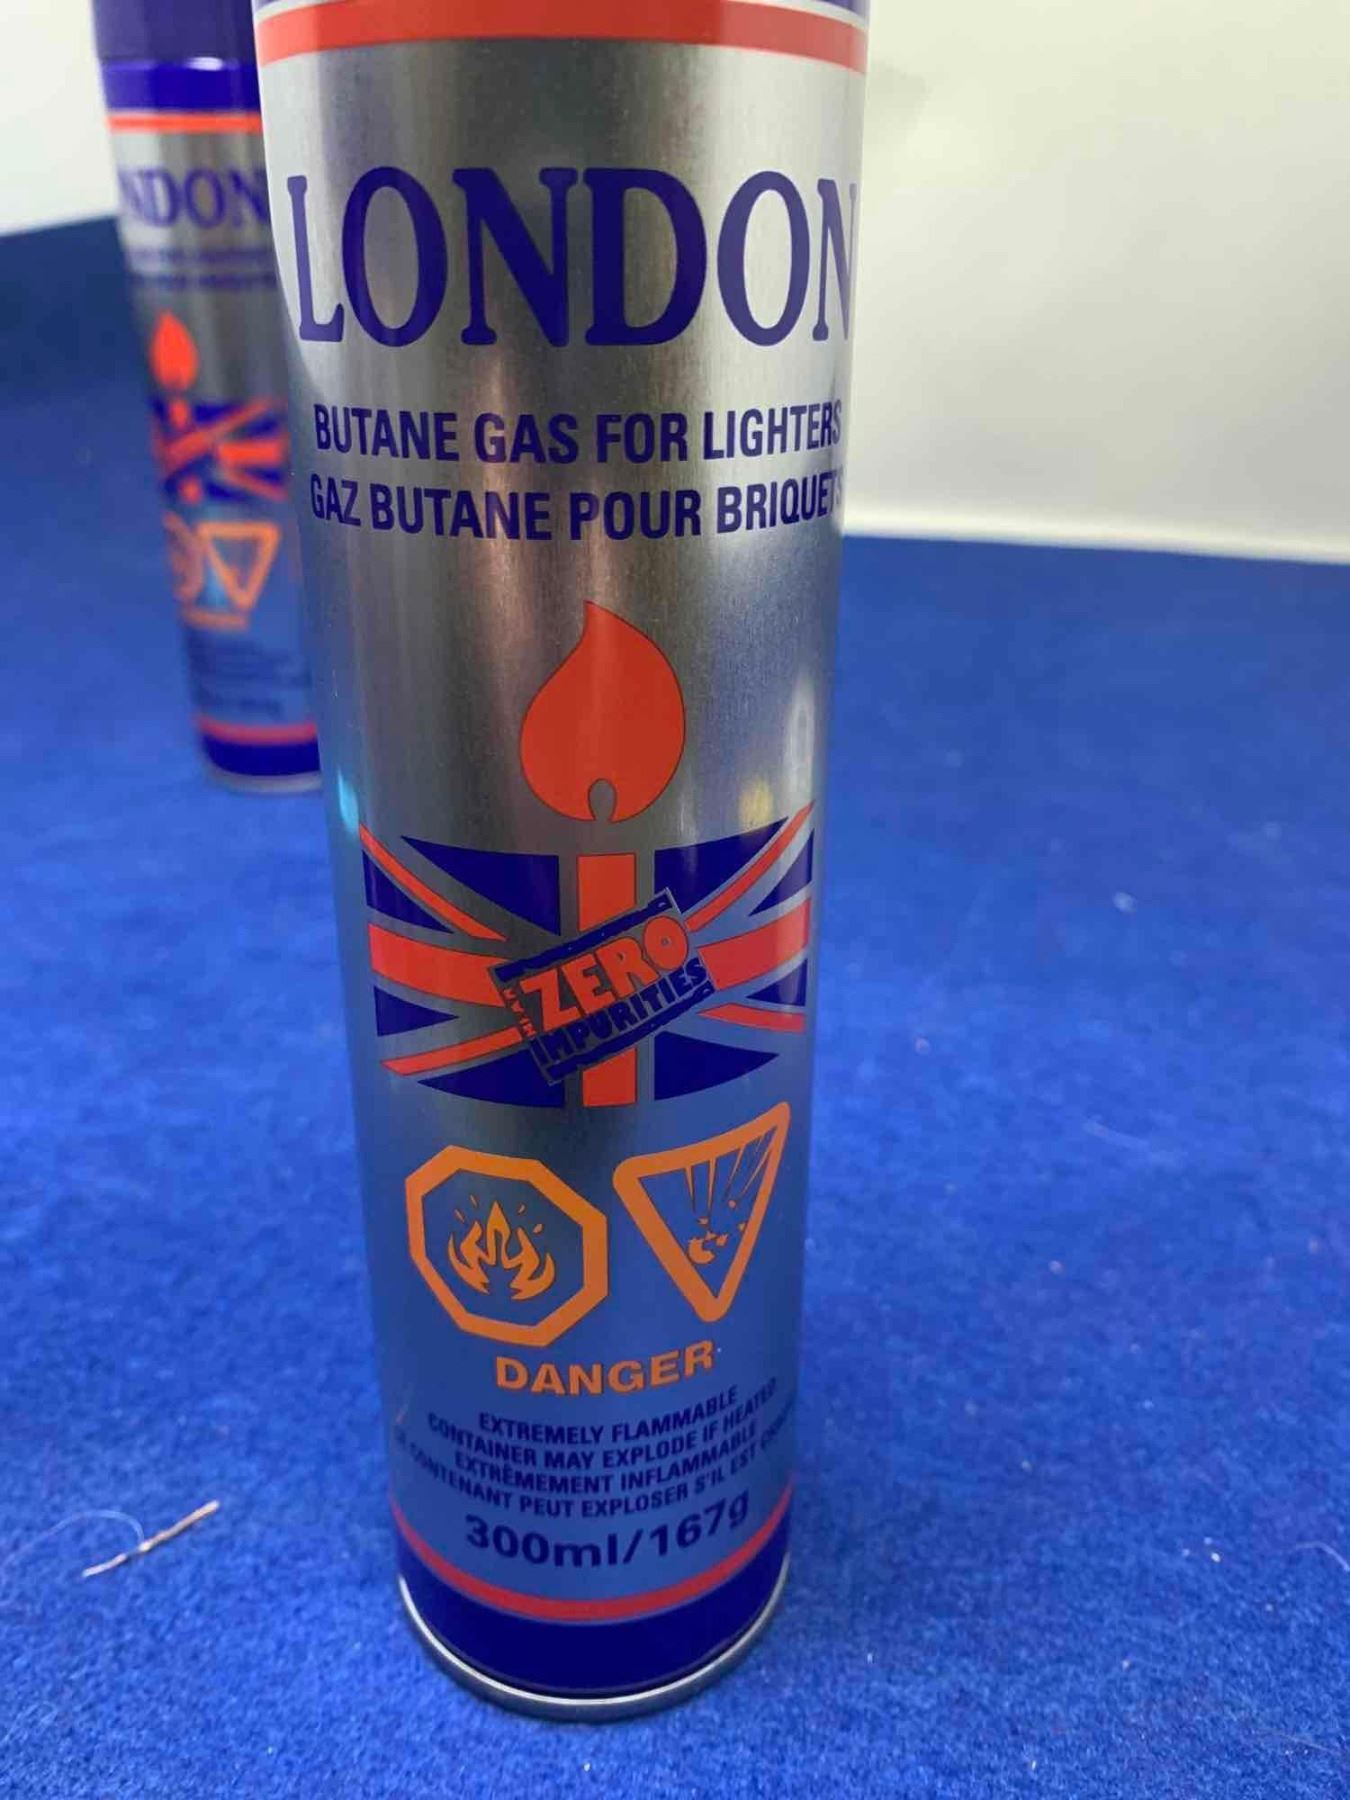 LONDON
BUTANE GAS FOR LIGHTERS
GAZ BUTANE POUR BRIQUETS
ZERO
IMPURITIES
DANGER
EXTREMELY FLAMMABLE
CONTAINER MAY EXPLODE IF HEATED
EXTRÊMEMENT INFLAMMABLE
CONTENANT PEUT EXPLOSER S'IL EST
300ml/167g
NDON